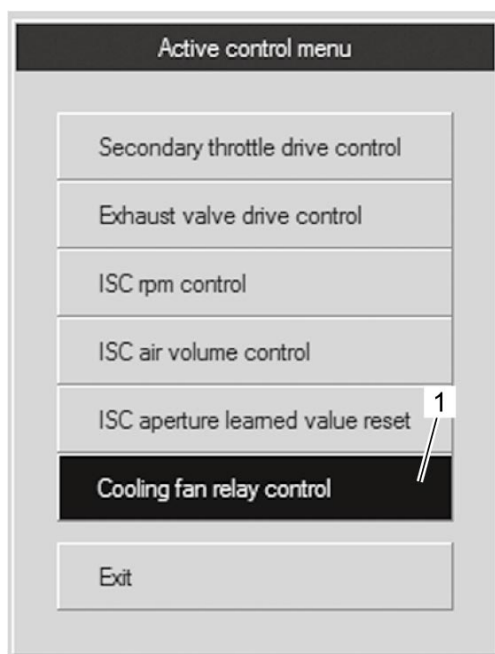 Active control menu
Secondary throttle drive control
Exhaust valve drive control
ISC rpm control
ISC air volume control
1
ISC aperture learned value reset
Cooling fan relay control
Exit